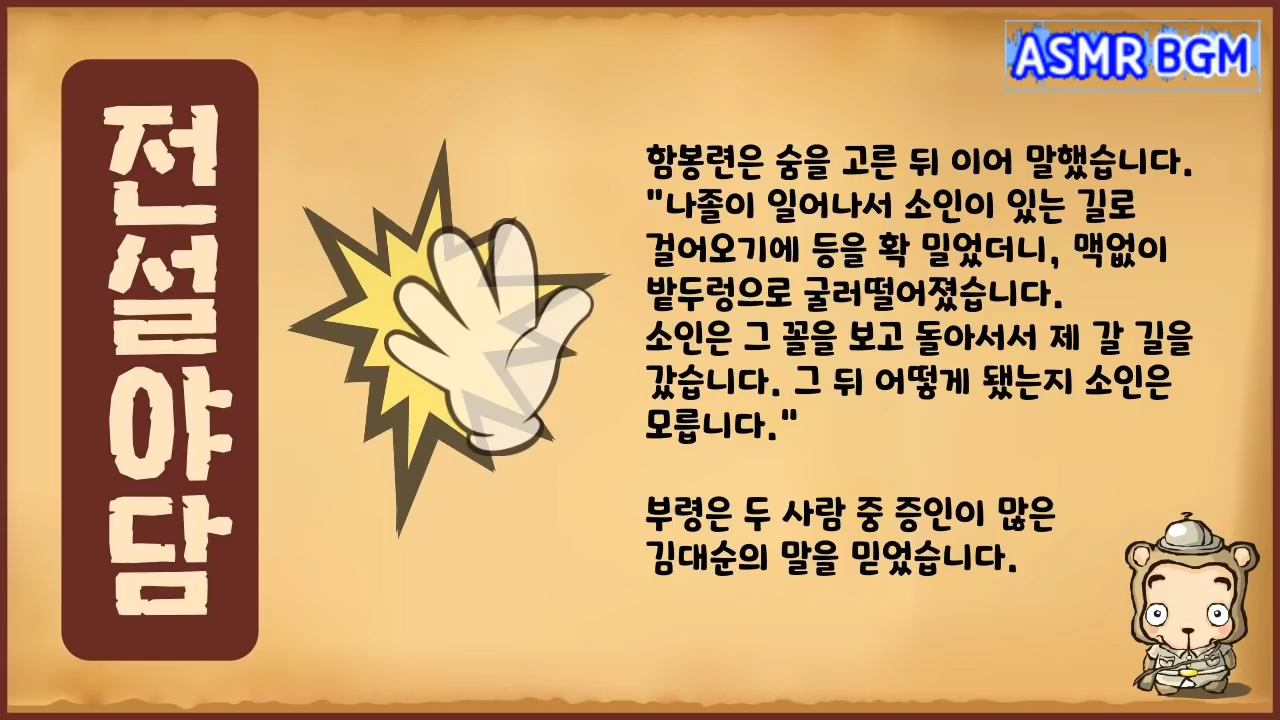 ASMR BGM
전설야담
함봉련은 숨을 고른 뒤 이어 말했습니다.
"나졸이 일어나서 소인이 있는 길로
걸어오기에 등을 확 밀었더니, 맥없이
밭두렁으로 굴러떨어졌습니다.
소인은 그 꼴을 보고 돌아서서 제 갈 길을
갔습니다. 그 뒤 어떻게 됐는지 소인은
모릅니다."
부령은 두 사람 중 증인이 많은
김대순의 말을 믿었습니다.